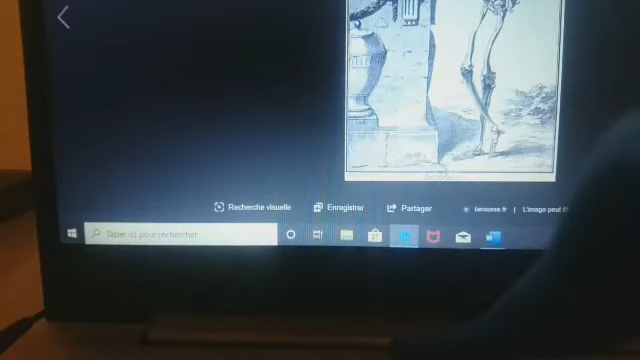 Recherche visuelle
Enregistrer
Partager
larousse.fr | L'image peut
Taper ici pour rechercher